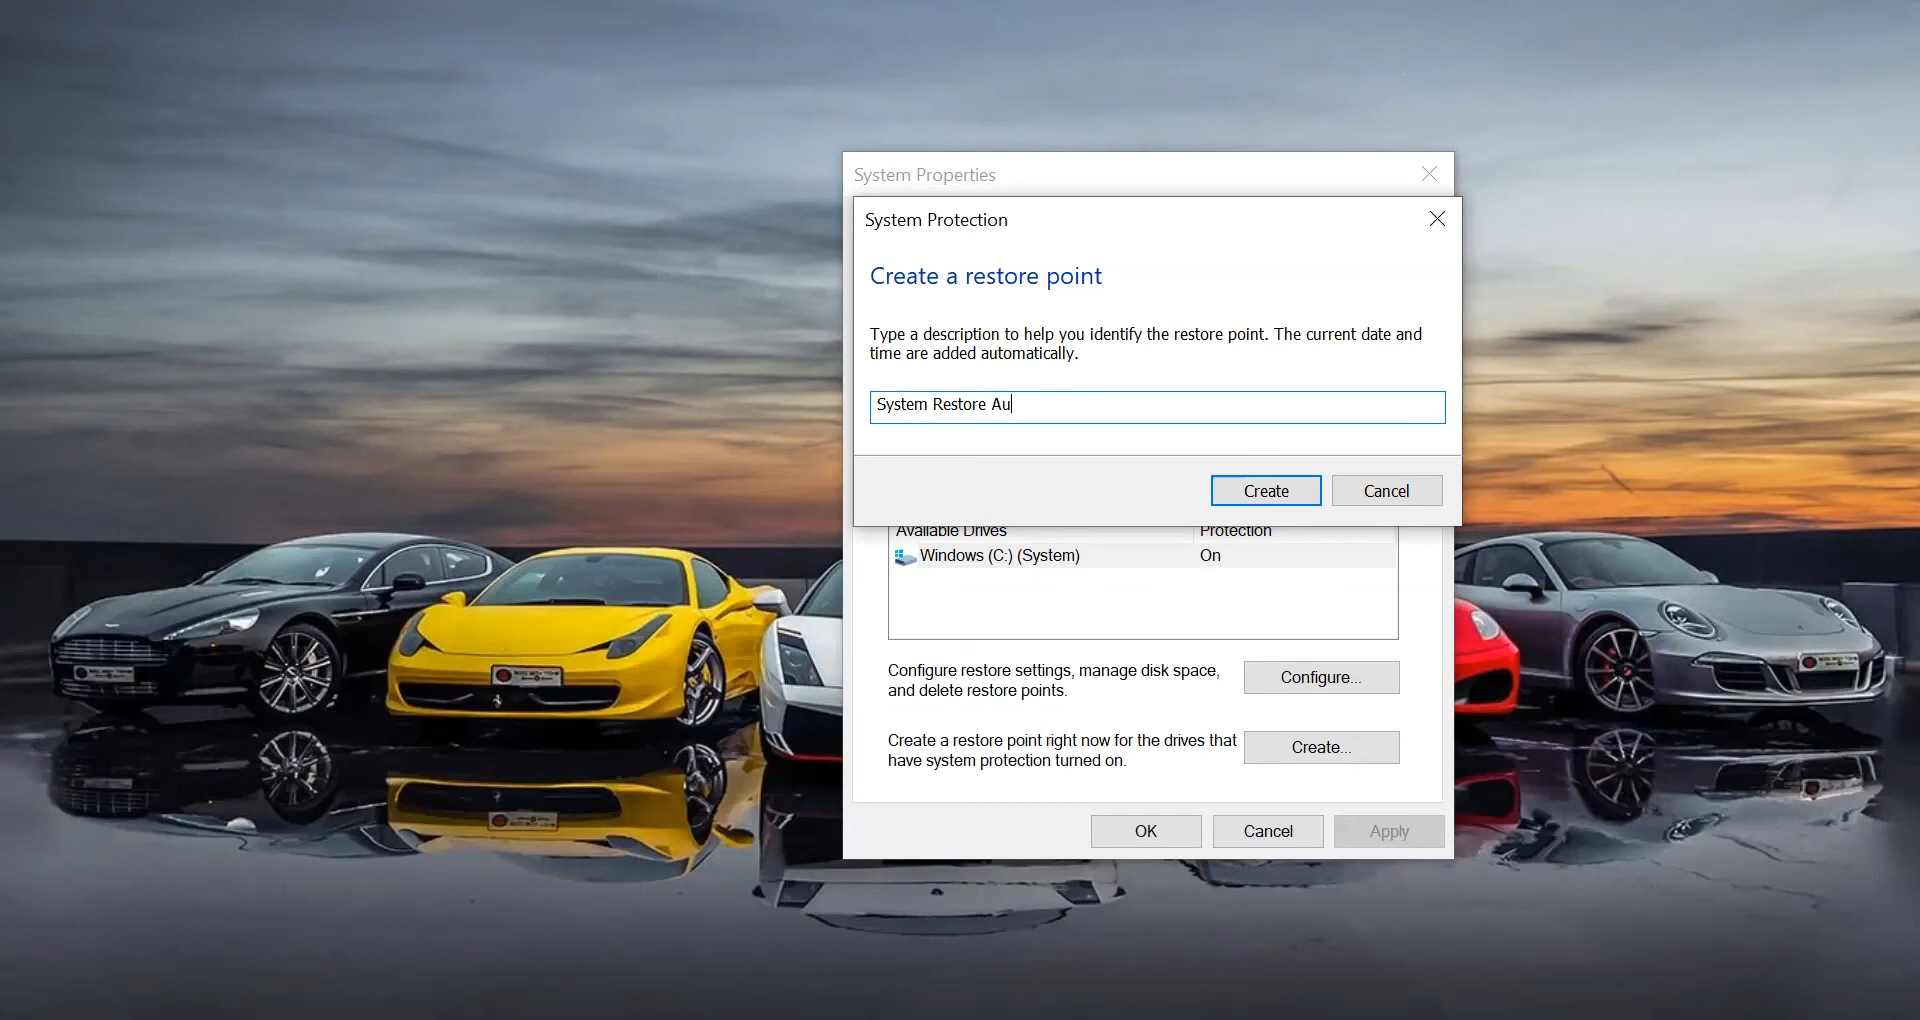 System Properties
System Protection
Create a restore point
Type a description to help you identify the restore point. The current date and
time are added automatically.
System Restore Au
Create
Cancel
Available Drives
Protection
Windows (C:) (System)
On
Configure restore settings, manage disk space,
and delete restore points.
Configure...
Create a restore point right now for the drives that
have system protection turned on.
Create...
OK
Cancel
Apply